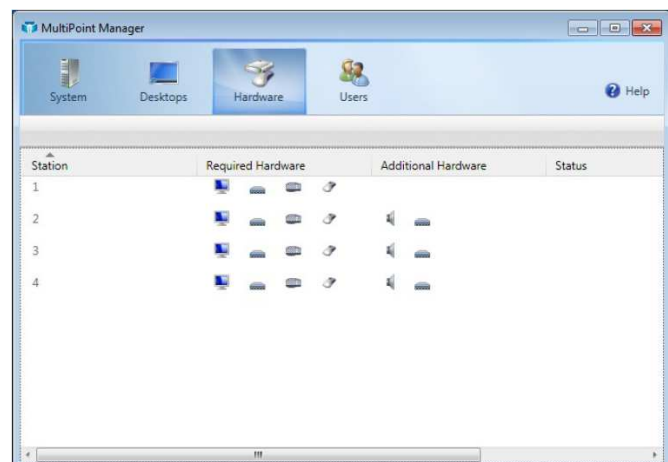 MultiPoint Manager
System Desktops Hardware Users Help
Station Required Hardware Additional Hardware Status
1
2
3
4